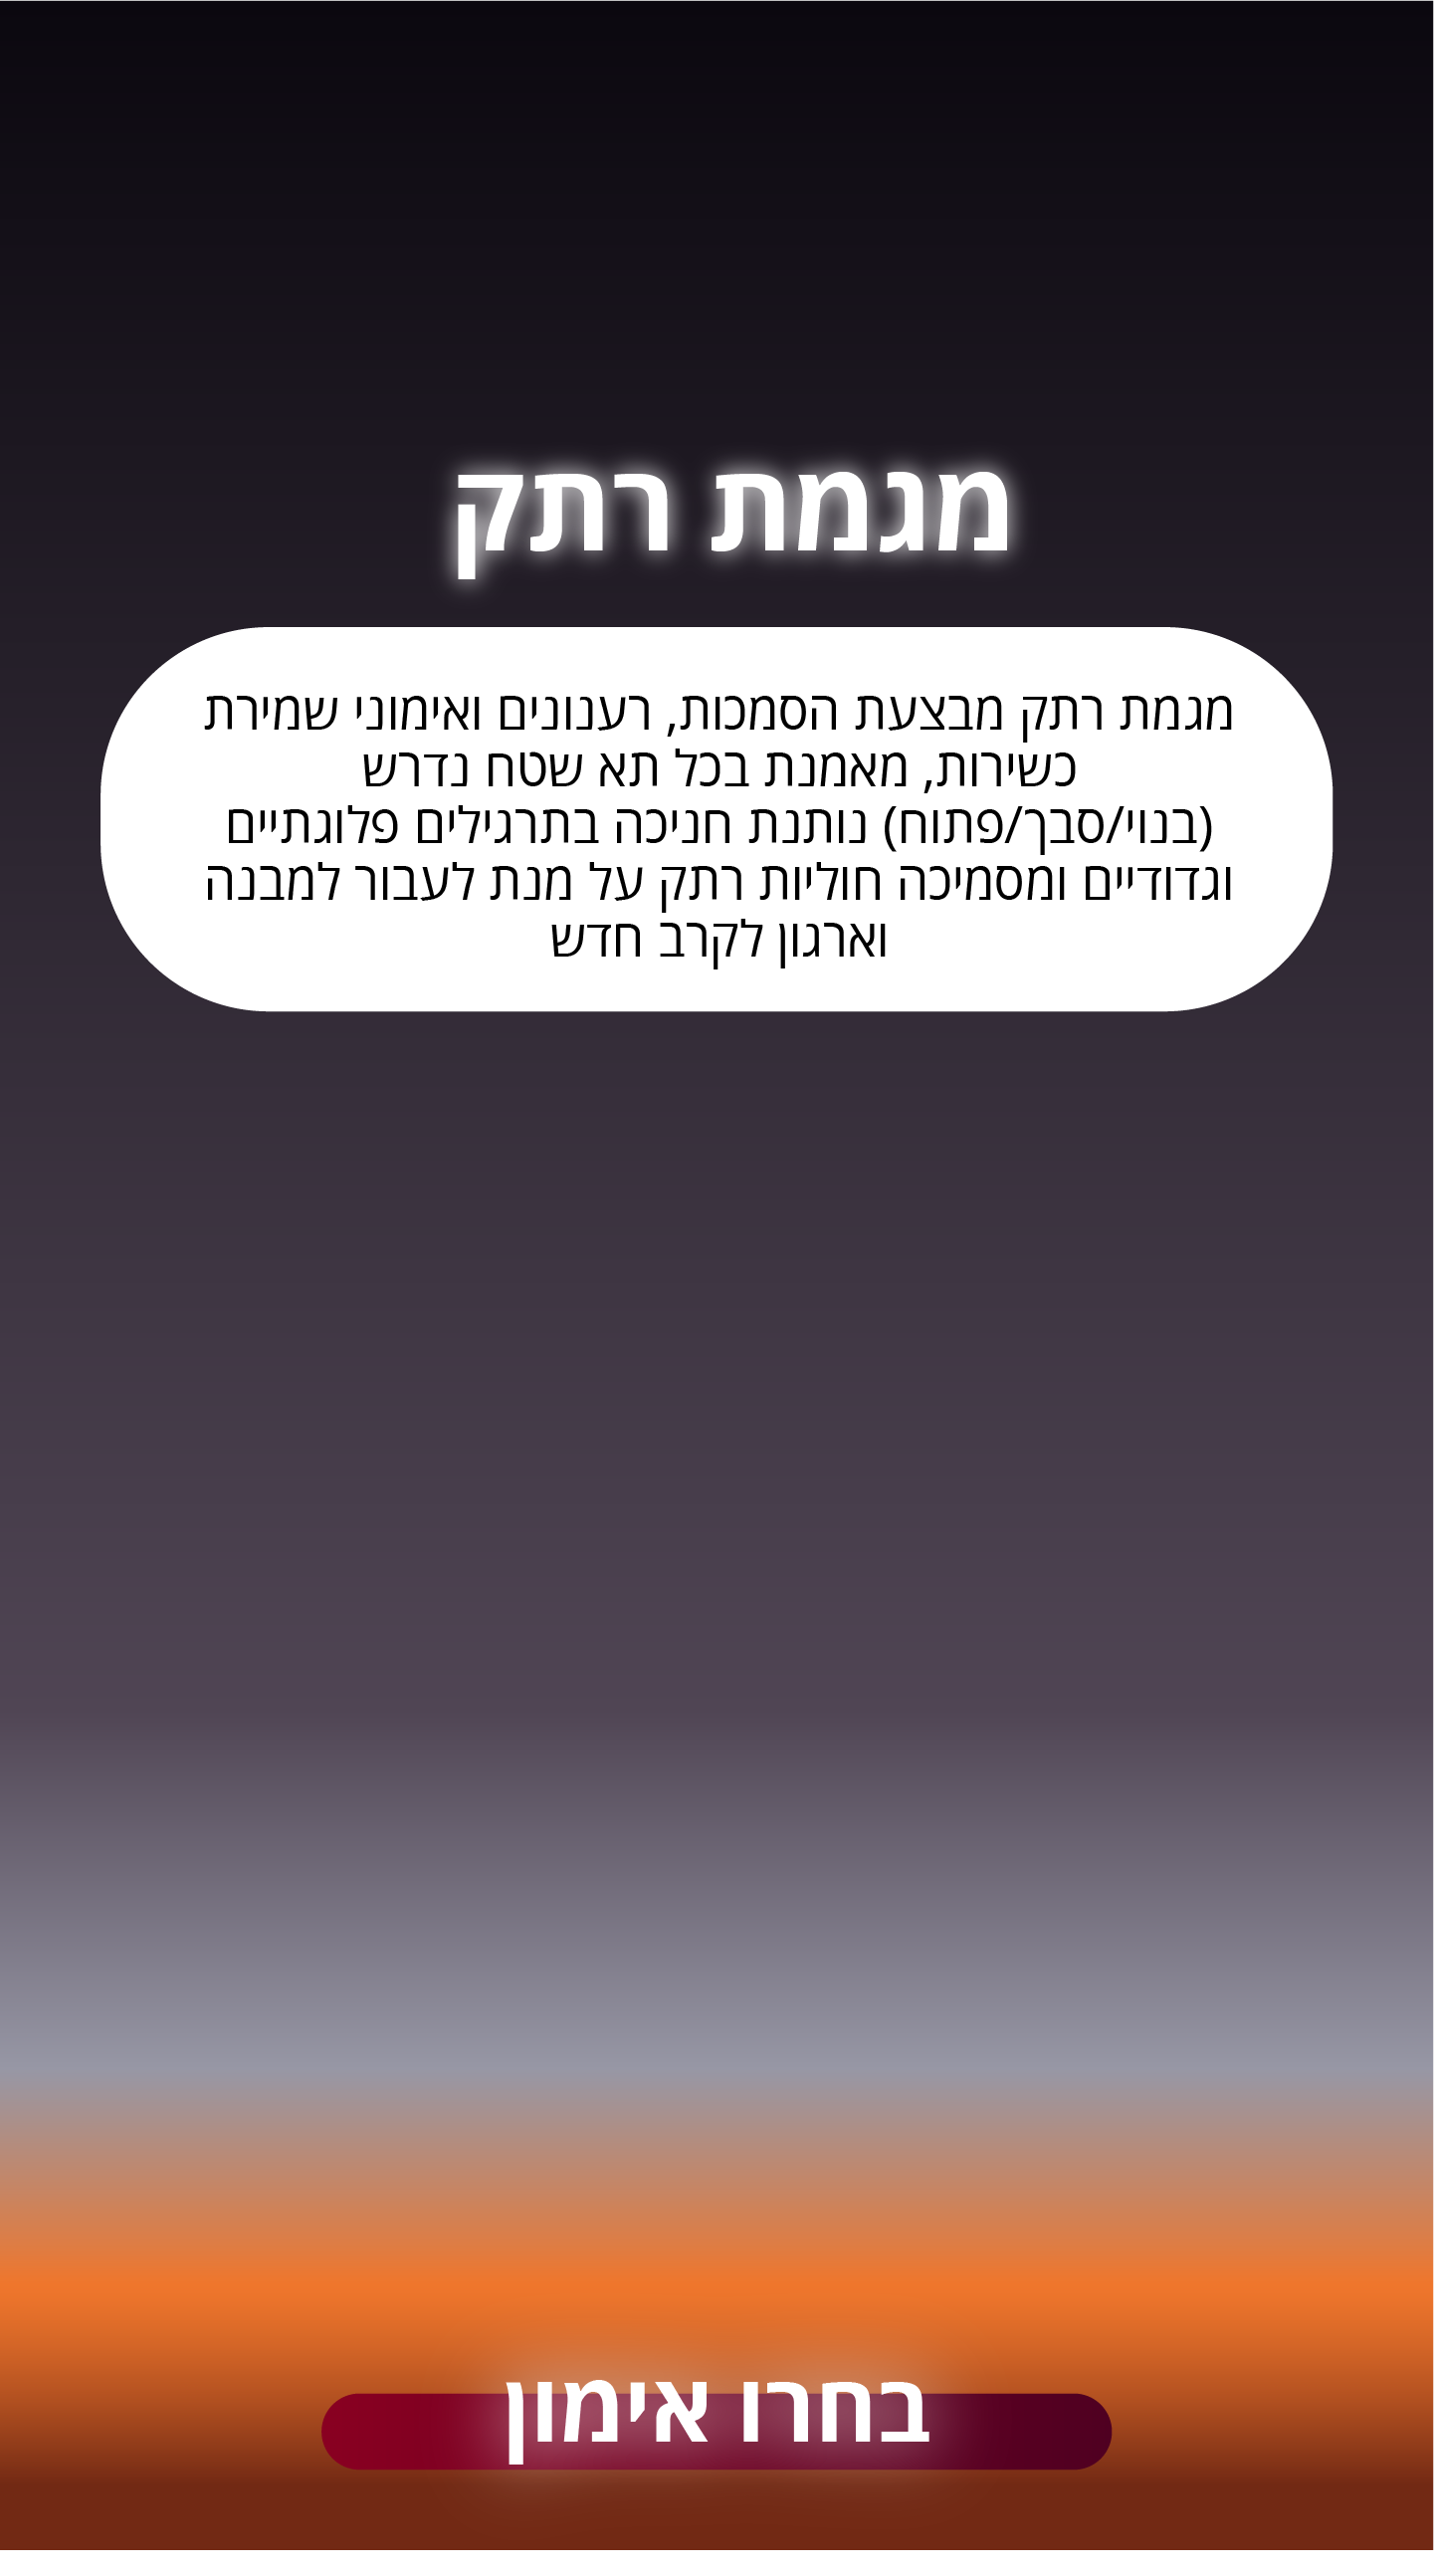 מגמת רתק
מגמת רתק מבצעת הסמכות, רענונים ואימוני שמירת
כשירות, מאמנת בכל תא שטח נדרש
(בנוי/סבך/פתוח) נותנת חניכה בתרגילים פלוגתיים
וגדודיים ומסמיכה חוליות רתק על מנת לעבור למבנה
וארגון לקרב חדש
בחרו אימון